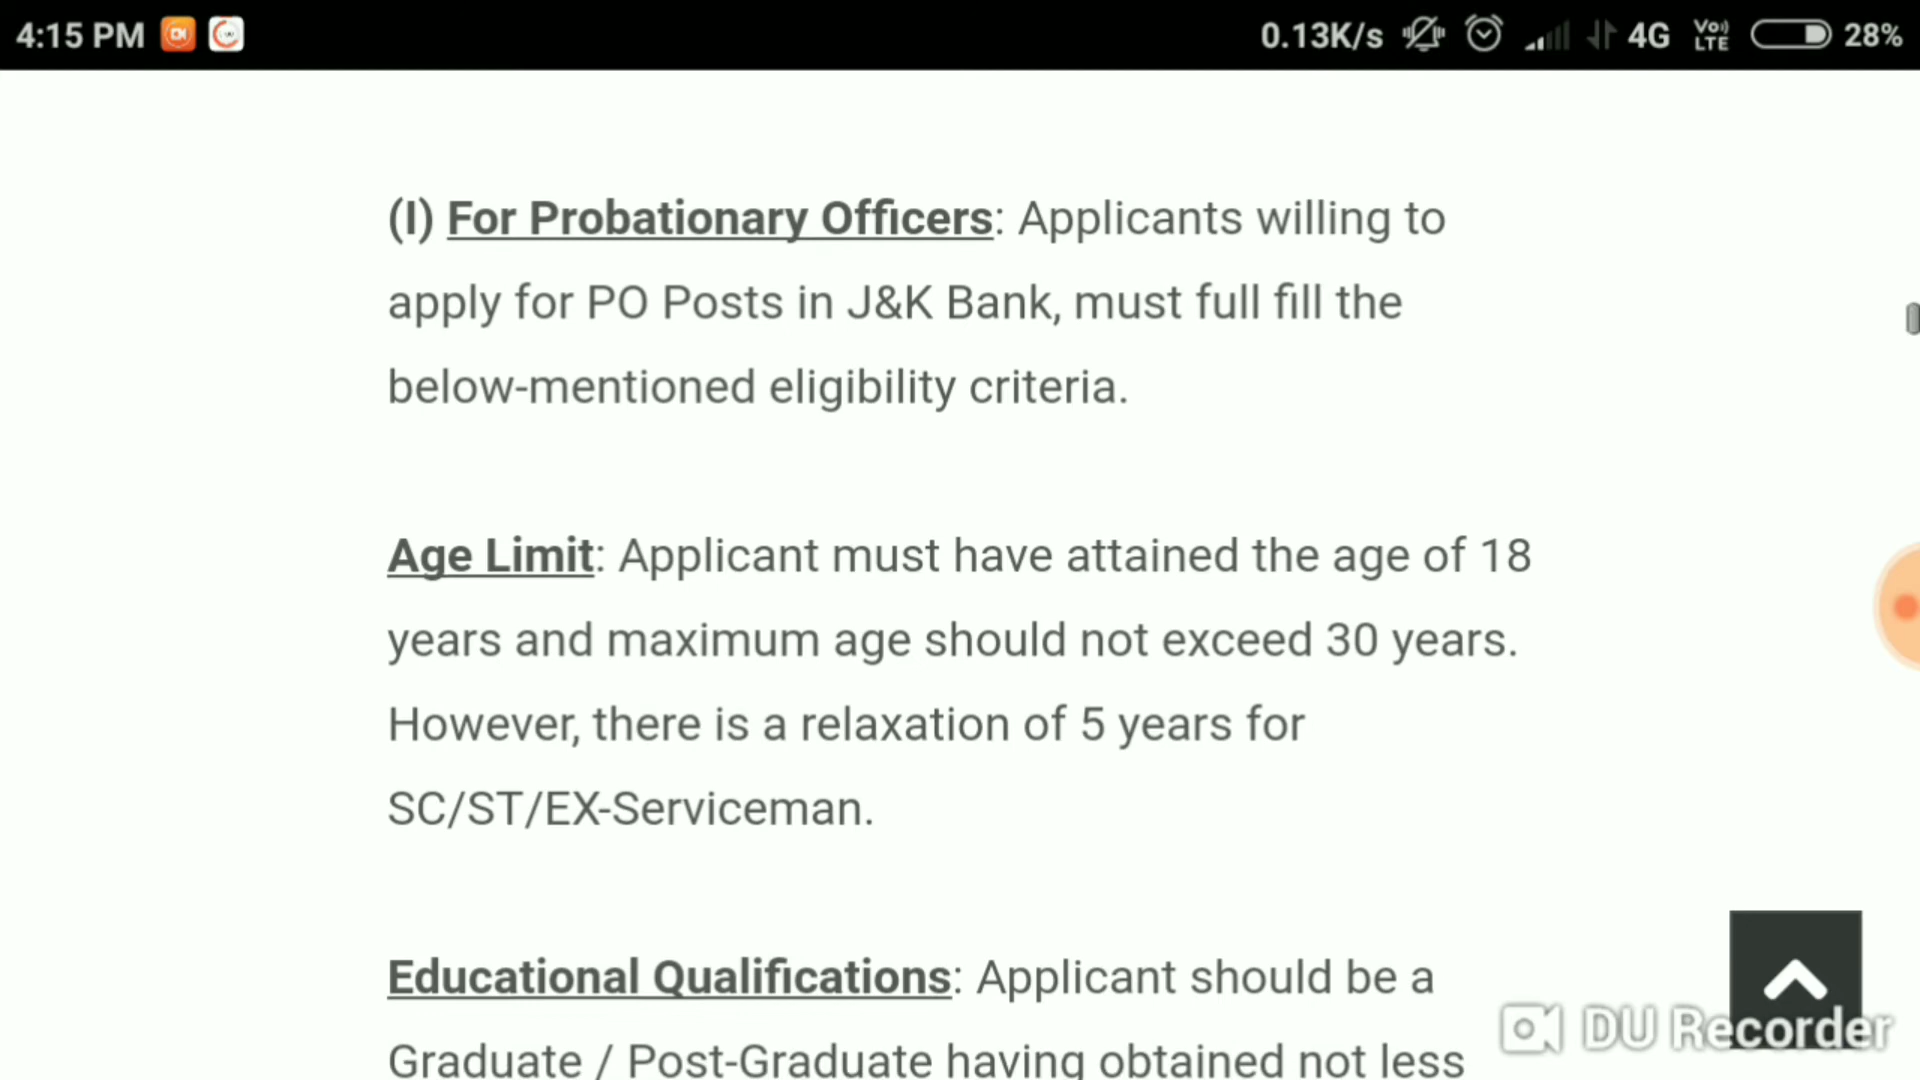 4:15 PM 0.13K/s 4G VoLTE 28%
(I) For Probationary Officers: Applicants willing to
apply for PO Posts in J&K Bank, must full fill the
below-mentioned eligibility criteria.
Age Limit: Applicant must have attained the age of 18
years and maximum age should not exceed 30 years.
However, there is a relaxation of 5 years for
SC/ST/EX-Serviceman.
Educational Qualifications: Applicant should be a
Graduate / Post-Graduate having obtained not less
DU Recorder